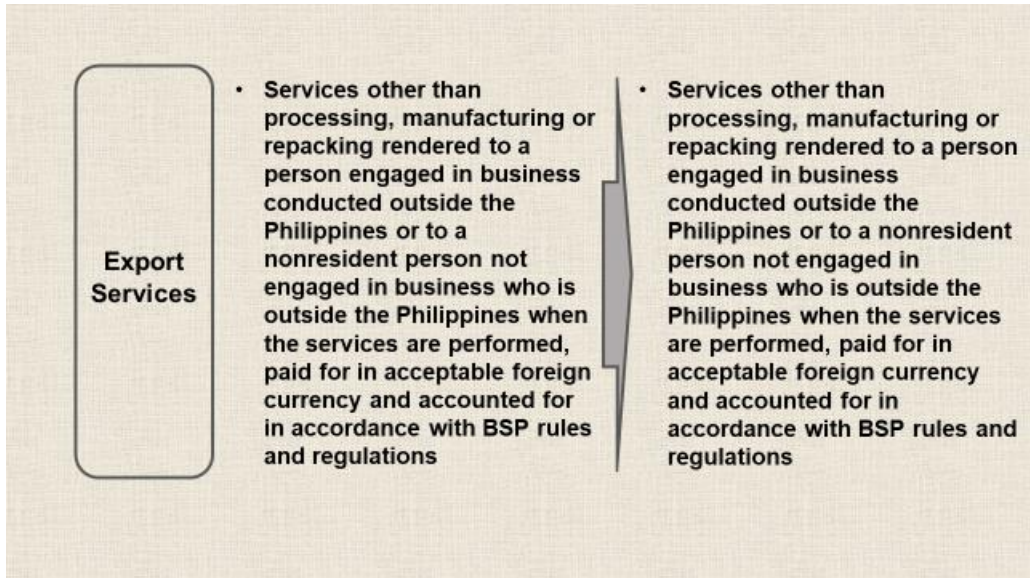 Export
Services
• Services other than
processing, manufacturing or
repacking rendered to a
person engaged in business
conducted outside the
Philippines or to a
nonresident person not
engaged in business who is
outside the Philippines when
the services are performed,
paid for in acceptable foreign
currency and accounted for
in accordance with BSP rules
and regulations
• Services other than
processing, manufacturing or
repacking rendered to a person
engaged in business
conducted outside the
Philippines or to a nonresident
person not engaged in
business who is outside the
Philippines when the services
are performed, paid for in
acceptable foreign currency
and accounted for in
accordance with BSP rules and
regulations